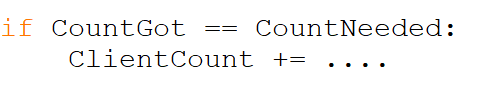 if CountGot == CountNeeded:
    ClientCount += ....